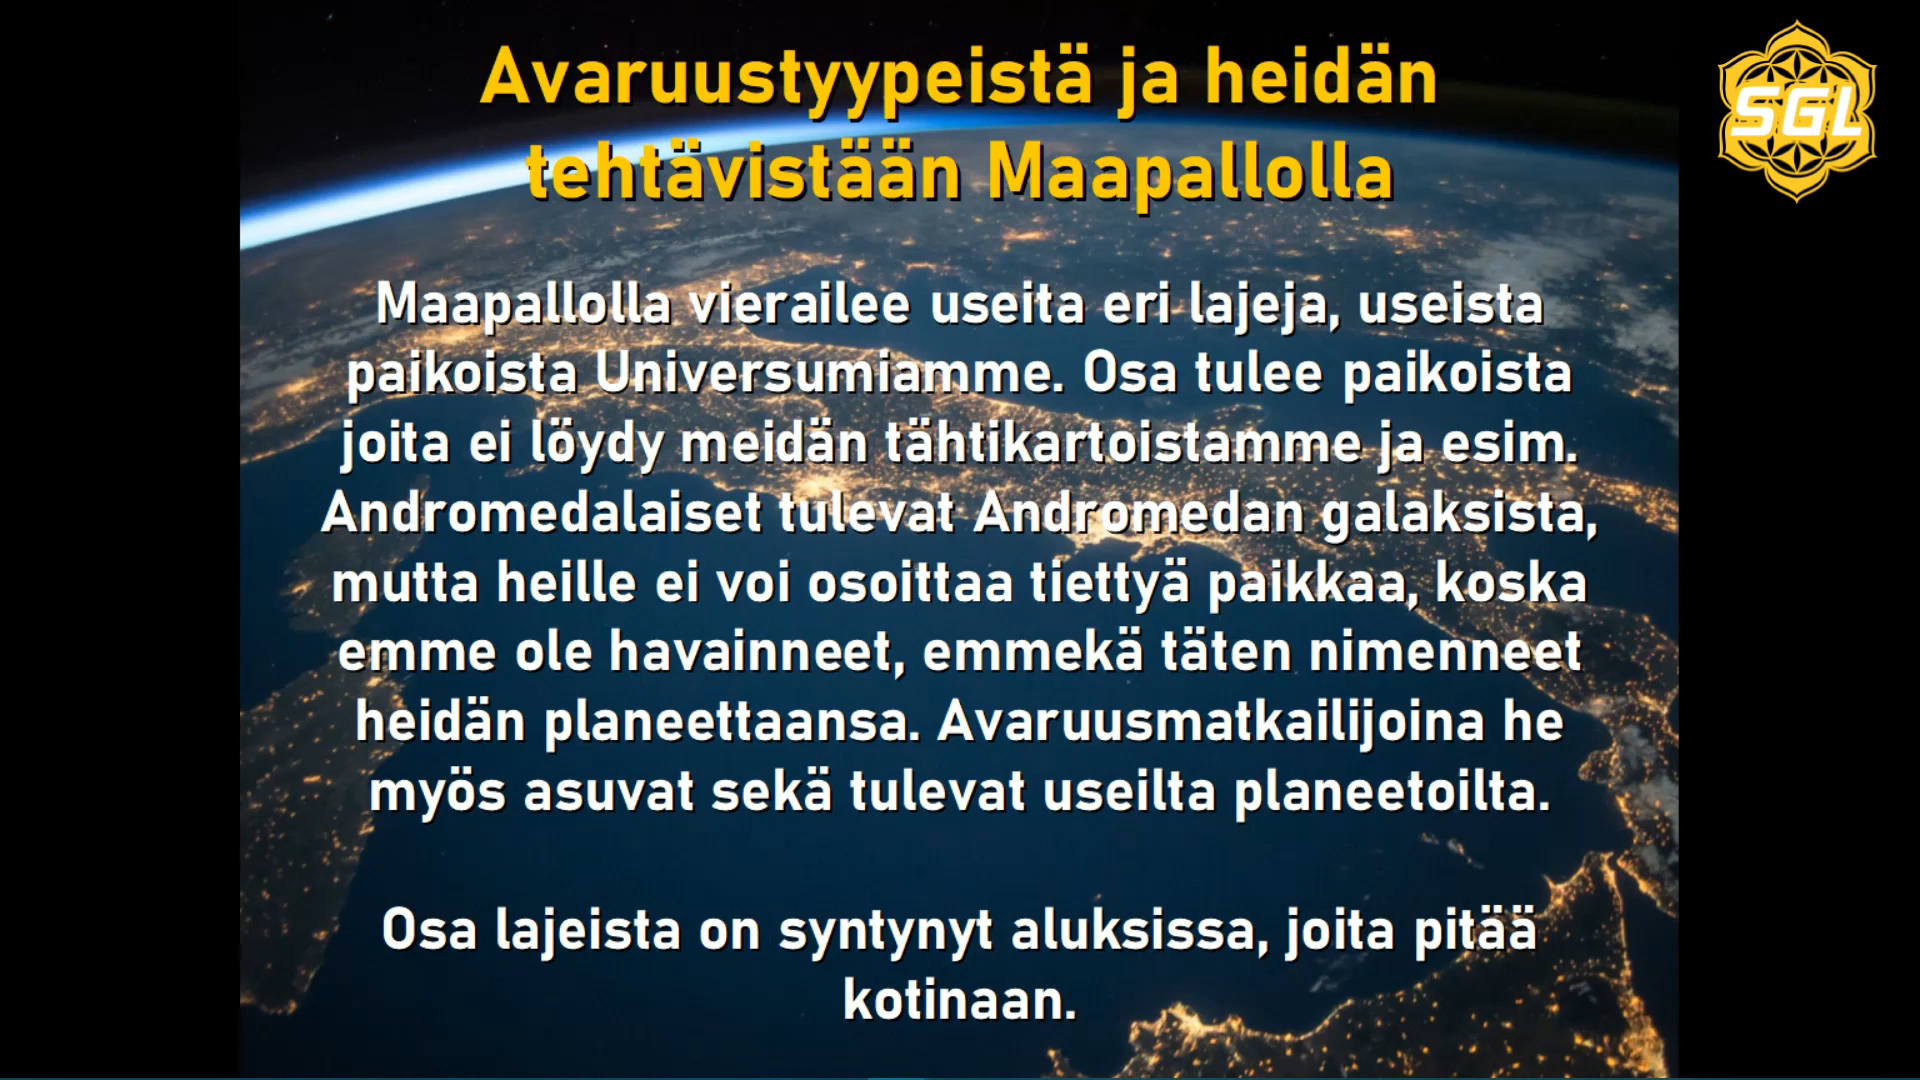 Avaruustyypeistä ja heidän
tehtävistään Maapallolla
SGL
Maapallolla vierailee useita eri lajeja, useista
paikoista Universumiamme. Osa tulee paikoista
joita ei löydy meidän tähtikartoistamme ja esim.
Andromedalaiset tulevat Andromedan galaksista,
mutta heille ei voi osoittaa tiettyä paikkaa, koska
emme ole havainneet, emmekä täten nimenneet
heidän planeettaansa. Avaruusmatkailijoina he
myös asuvat sekä tulevat useilta planeetoilta.
Osa lajeista on syntynyt aluksissa, joita pitää
kotinaan.